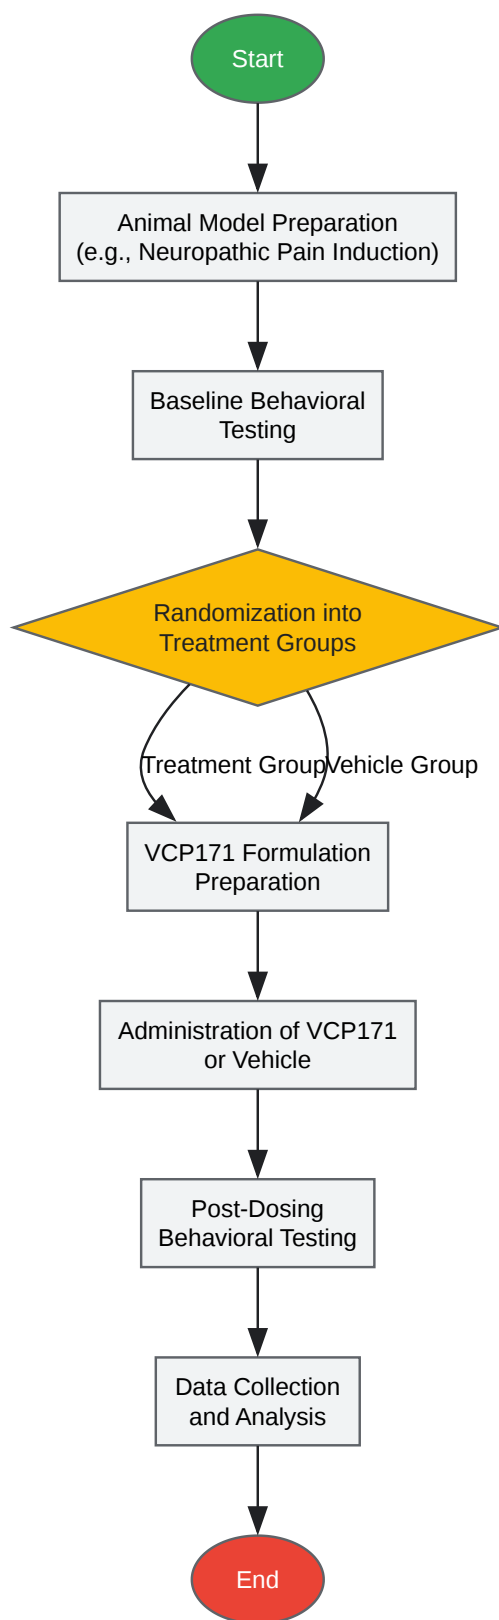 Start
Animal Model Preparation
(e.g., Neuropathic Pain Induction)
Baseline Behavioral
Testing
Randomization into
Treatment Groups
Treatment Group
Vehicle Group
VCP171 Formulation
Preparation
Administration of VCP171
or Vehicle
Post-Dosing
Behavioral Testing
Data Collection
and Analysis
End